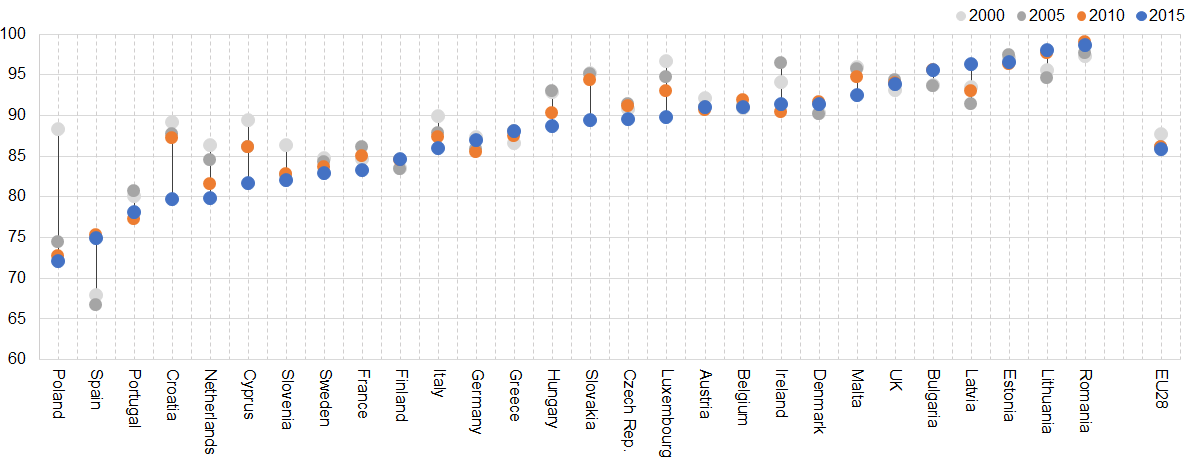 2000 2005 2010 2015
100
95
90
85
80
75
70
65
60
Poland
Spain
Portugal
Croatia
Netherlands
Cyprus
Slovenia
Sweden
France
Finland
Italy
Germany
Greece
Hungary
Slovakia
Czech Rep.
Luxembourg
Austria
Belgium
Ireland
Denmark
Malta
UK
Bulgaria
Latvia
Estonia
Lithuania
Romania
EU28